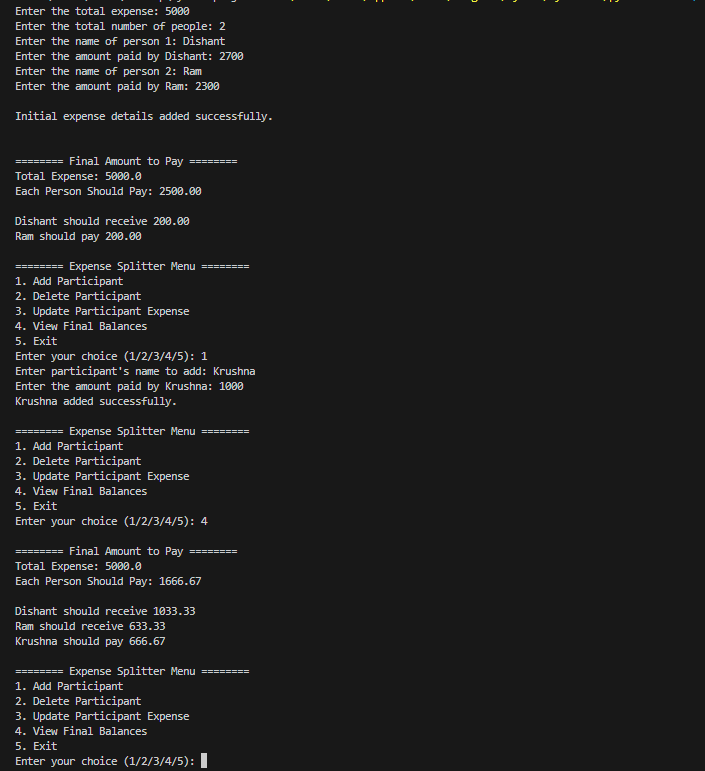 Enter the total expense: 5000
Enter the total number of people: 2
Enter the name of person 1: Dishant
Enter the amount paid by Dishant: 2700
Enter the name of person 2: Ram
Enter the amount paid by Ram: 2300
Initial expense details added successfully.
======== Final Amount to Pay ========
Total Expense: 5000.0
Each Person Should Pay: 2500.00
Dishant should receive 200.00
Ram should pay 200.00
======== Expense Splitter Menu ========
1. Add Participant
2. Delete Participant
3. Update Participant Expense
4. View Final Balances
5. Exit
Enter your choice (1/2/3/4/5): 1
Enter participant's name to add: Krushna
Enter the amount paid by Krushna: 1000
Krushna added successfully.
======== Expense Splitter Menu ========
1. Add Participant
2. Delete Participant
3. Update Participant Expense
4. View Final Balances
5. Exit
Enter your choice (1/2/3/4/5): 4
======== Final Amount to Pay ========
Total Expense: 5000.0
Each Person Should Pay: 1666.67
Dishant should receive 1033.33
Ram should receive 633.33
Krushna should pay 666.67
======== Expense Splitter Menu ========
1. Add Participant
2. Delete Participant
3. Update Participant Expense
4. View Final Balances
5. Exit
Enter your choice (1/2/3/4/5):